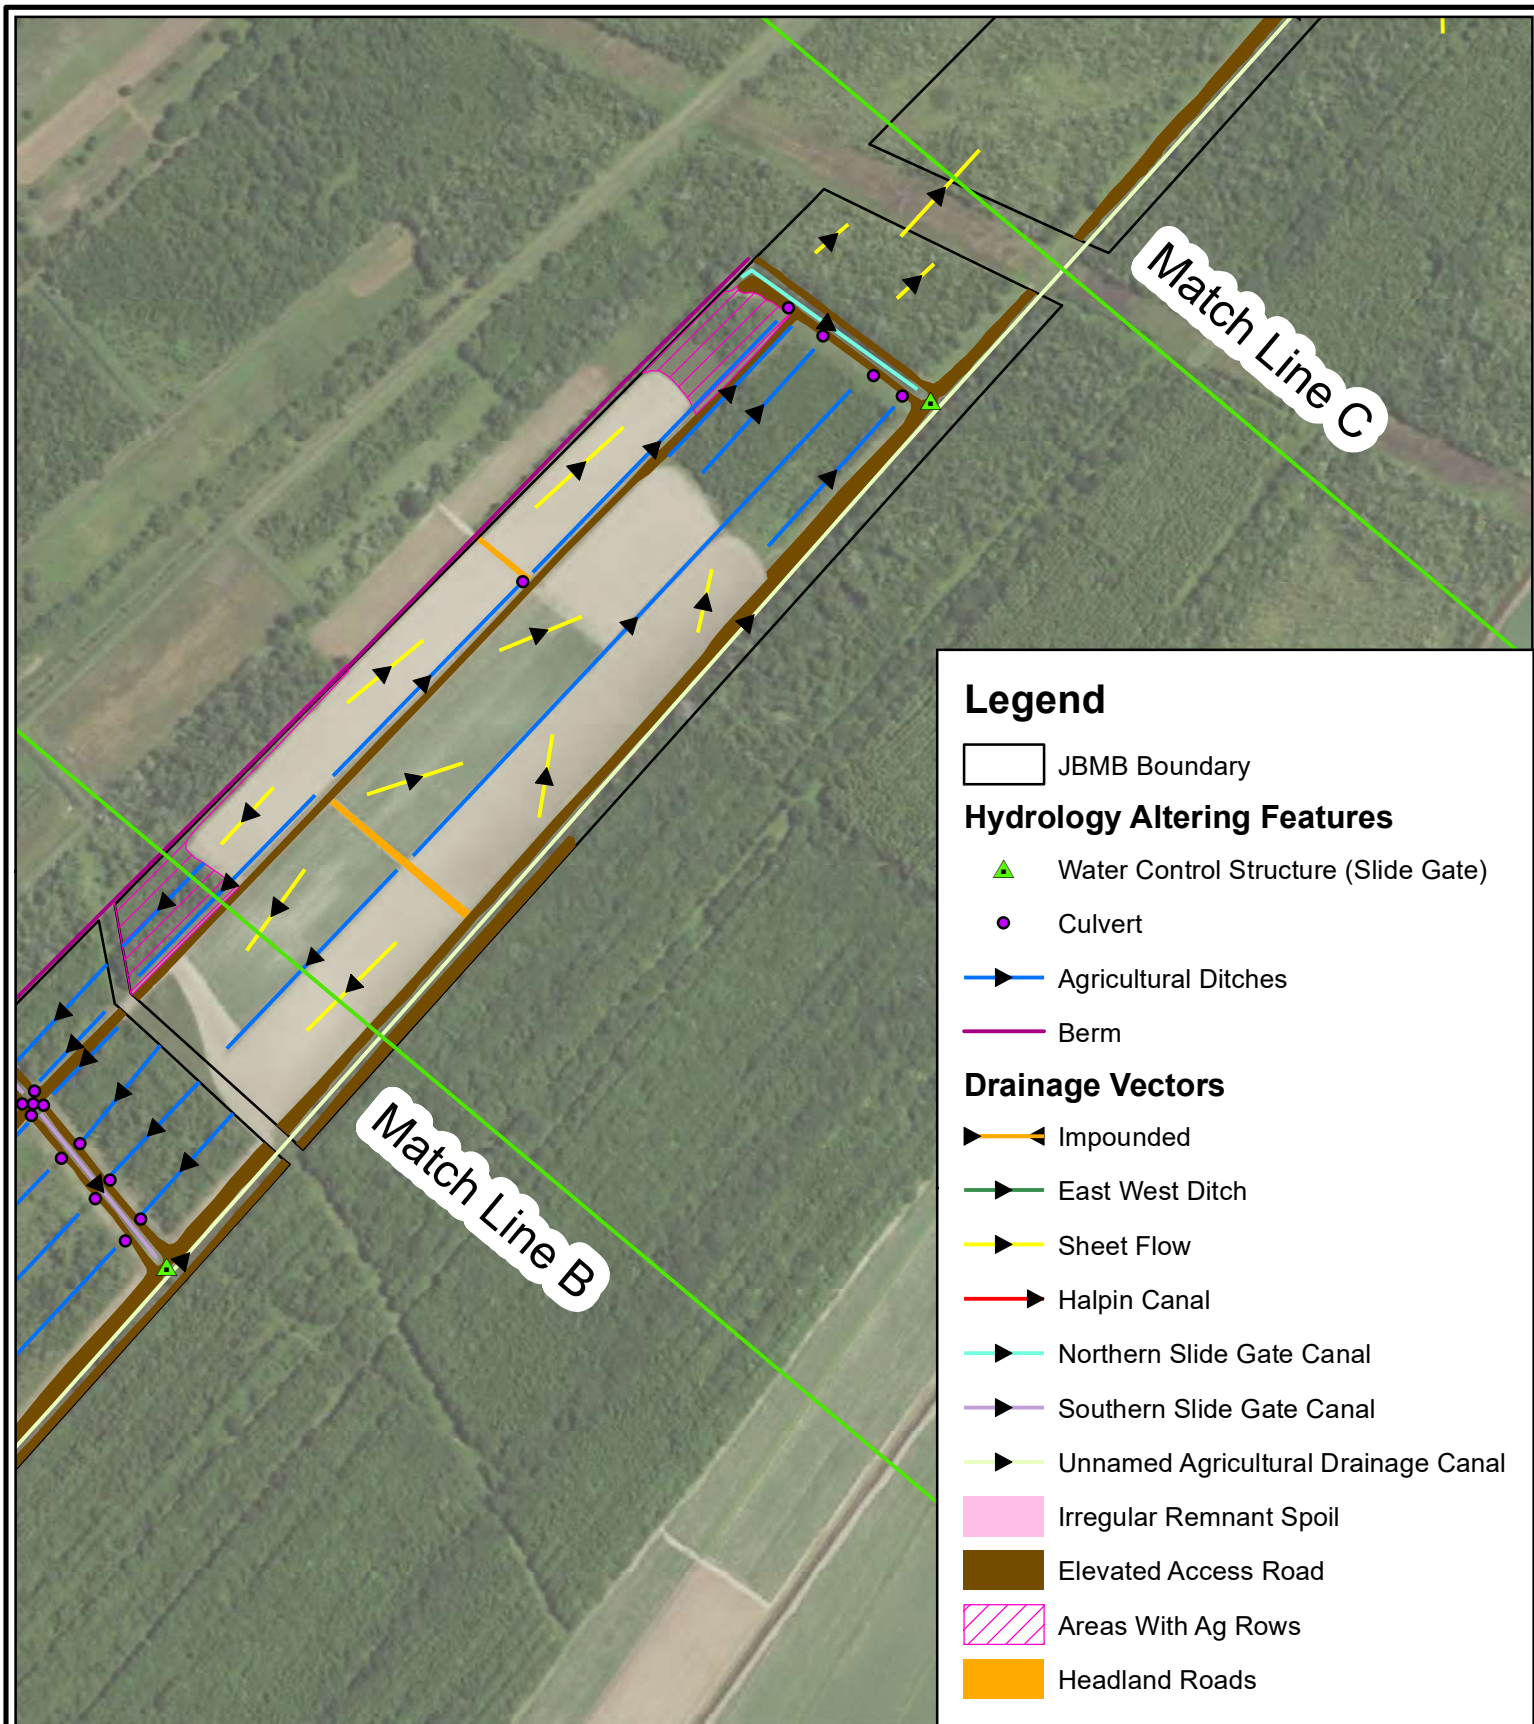 Match Line C
Match Line B
Legend
JBMB Boundary
Hydrology Altering Features
Water Control Structure (Slide Gate)
Culvert
Agricultural Ditches
Berm
Drainage Vectors
Impounded
East West Ditch
Sheet Flow
Halpin Canal
Northern Slide Gate Canal
Southern Slide Gate Canal
Unnamed Agricultural Drainage Canal
Irregular Remnant Spoil
Elevated Access Road
Areas With Ag Rows
Headland Roads